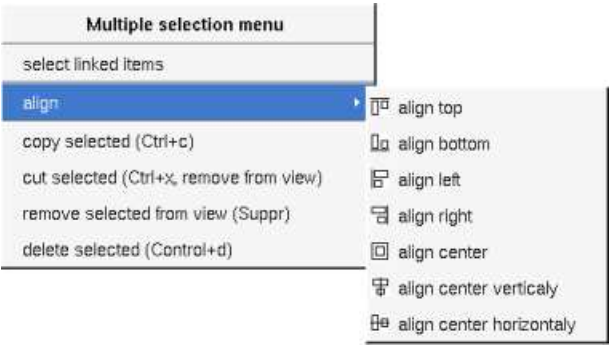 Multiple selection menu
select linked items
align
copy selected (Ctrl+c)
cut selected (Ctrl+x, remove from view)
remove selected from view (Suppr)
delete selected (Control+d)
align top
align bottom
align left
align right
align center
align center verticaly
align center horizontaly